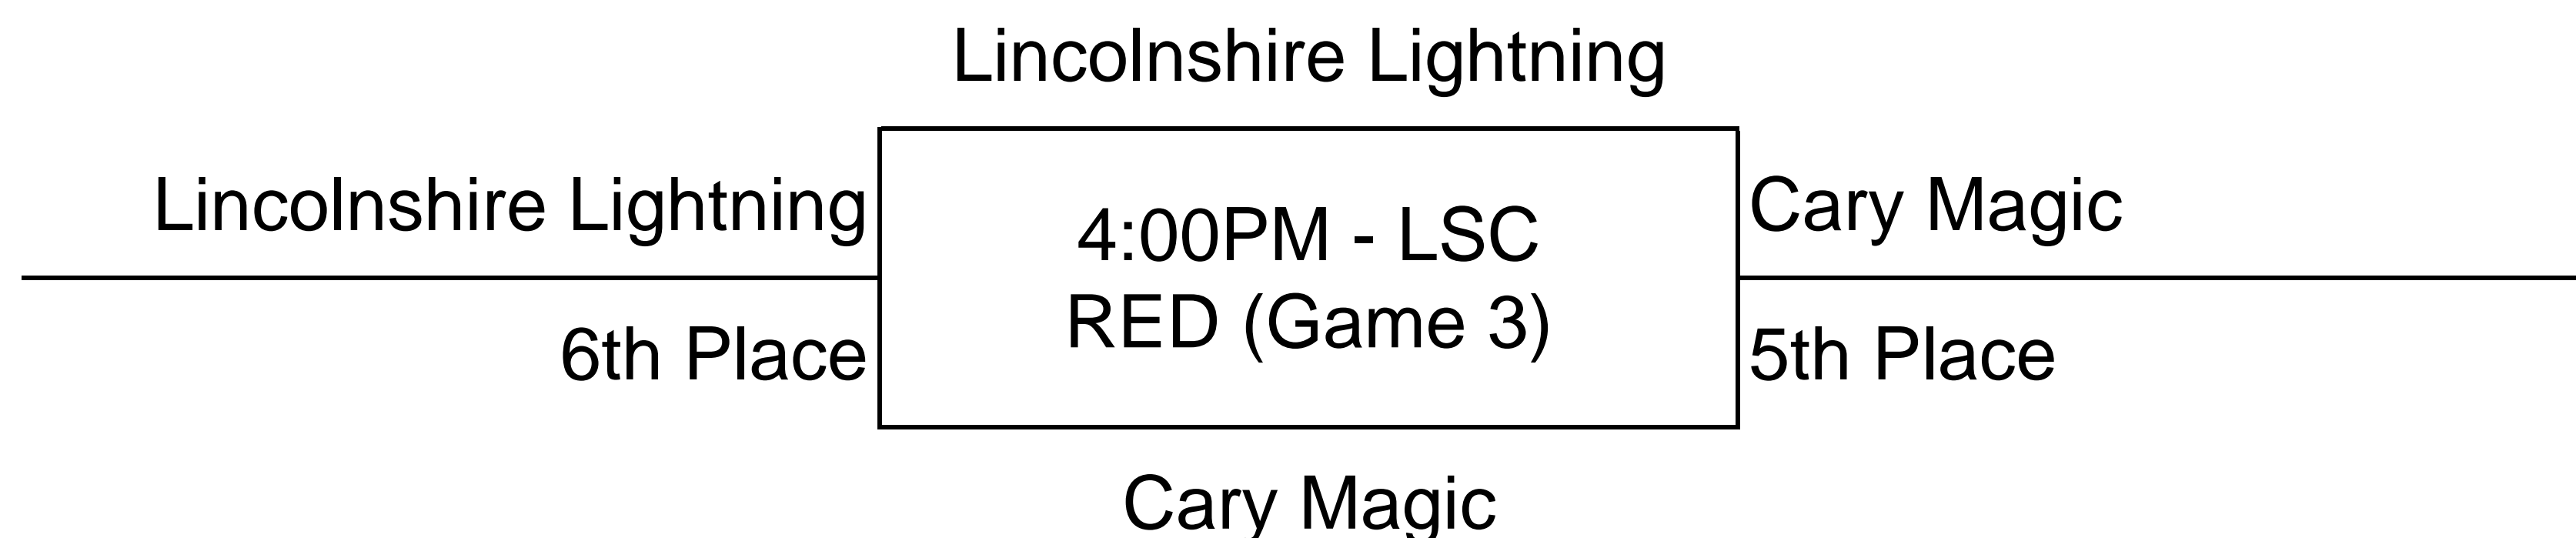 Lincolnshire Lightning
Lincolnshire Lightning
4:00PM - LSC
RED (Game 3)
Cary Magic
6th Place
5th Place
Cary Magic